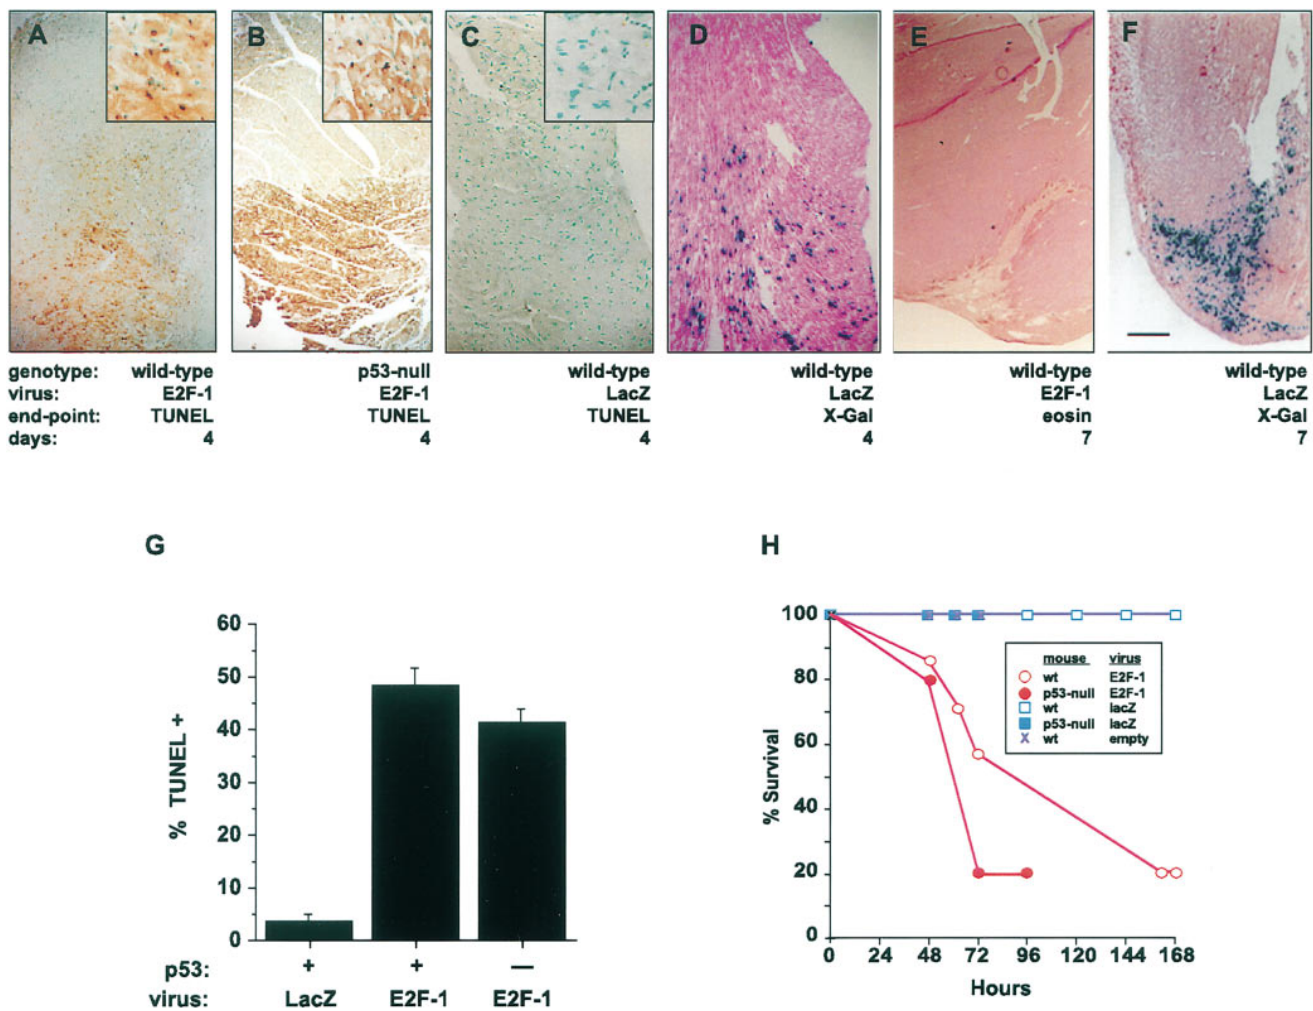 A B C D E F
genotype: wild-type p53-null wild-type wild-type wild-type wild-type
virus: E2F-1 E2F-1 LacZ LacZ E2F-1 LacZ
end-point: TUNEL TUNEL TUNEL X-Gal eosin X-Gal
days: 4 4 4 4 7 7
G
% TUNEL +
60
50
40
30
20
10
0
p53: + + —
virus: LacZ E2F-1 E2F-1
H
% Survival
100
80
60
40
20
0
mouse virus
wt E2F-1
p53-null E2F-1
wt lacZ
p53-null lacZ
wt empty
0 24 48 72 96 120 144 168
Hours